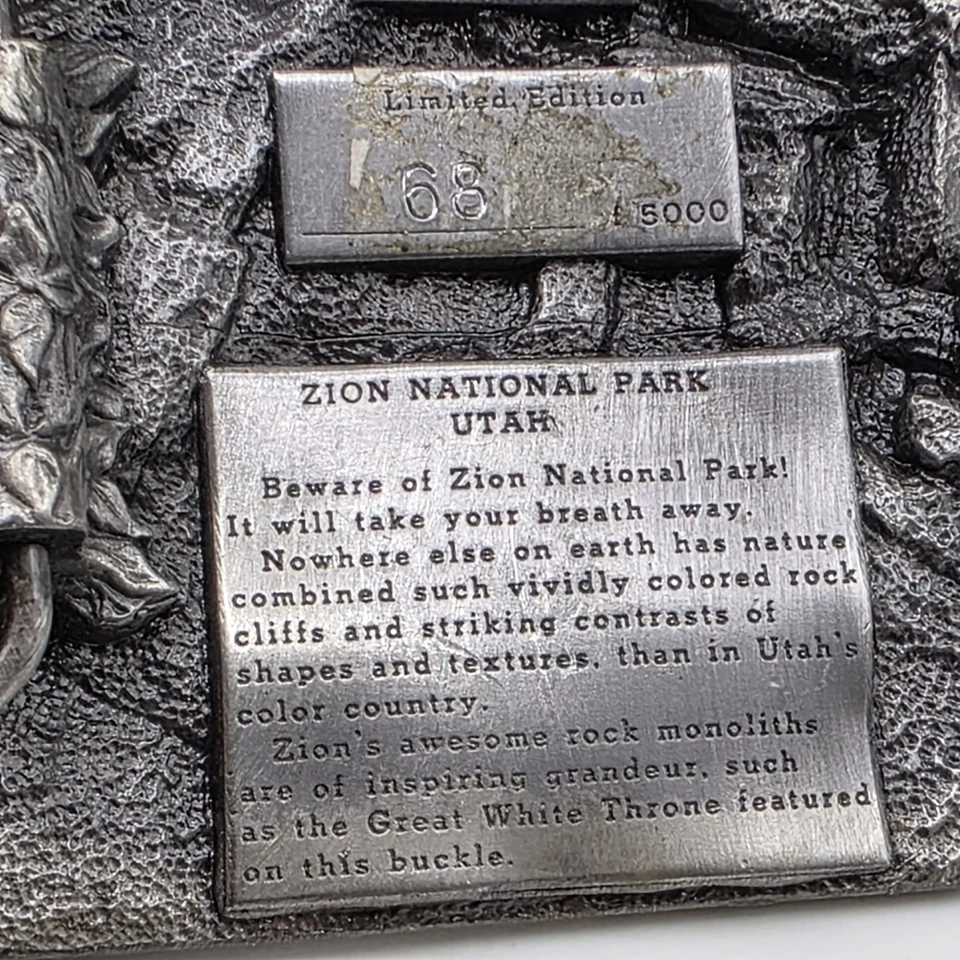 Limited Edition
68 / 5000
ZION NATIONAL PARK
UTAH
Beware of Zion National Park!
It will take your breath away.
Nowhere else on earth has nature
combined such vividly colored rock
cliffs and striking contrasts of
shapes and textures, than in Utah's
color country.
Zion's awesome rock monoliths
are of inspiring grandeur, such
as the Great White Throne featured
on this buckle.